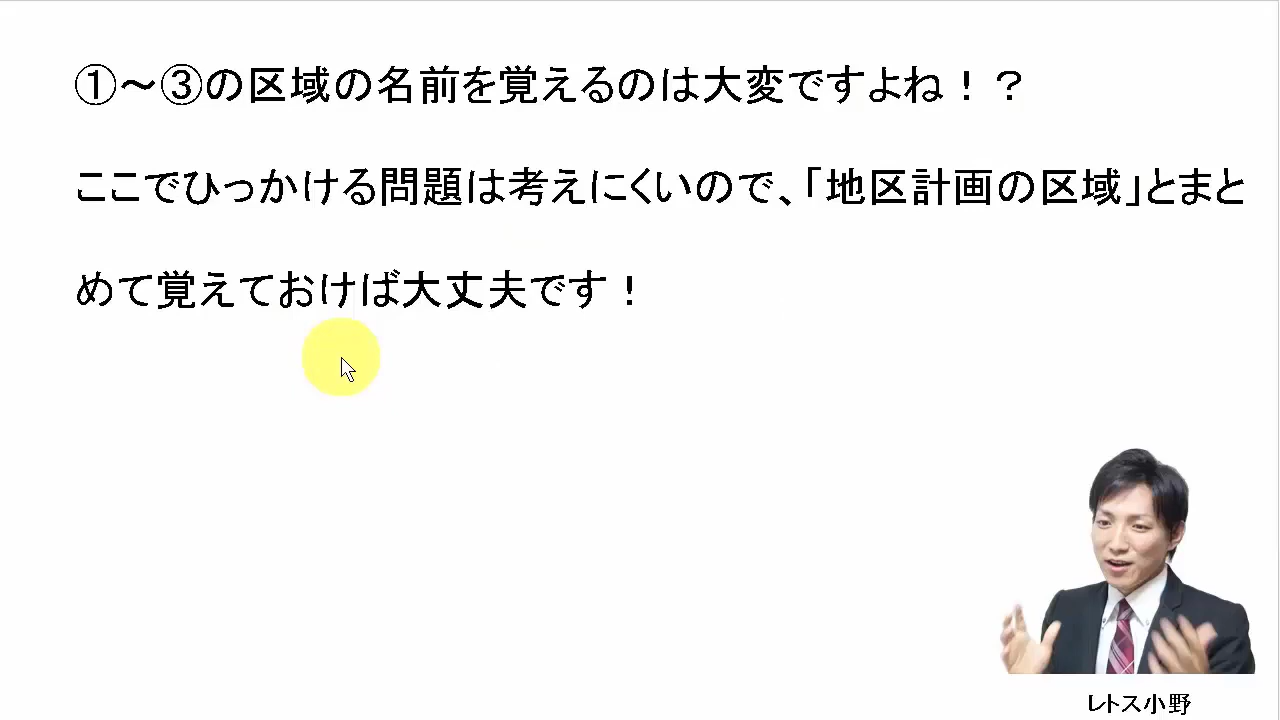 ①～③の区域の名前を覚えるのは大変ですよね！？
ここでひっかける問題は考えにくいので、「地区計画の区域」とまと
めて覚えておけば大丈夫です！
レトス小野